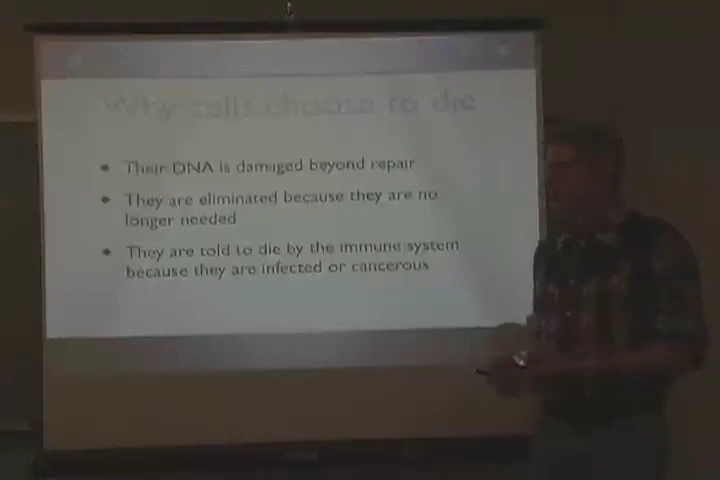 Why cells choose to die
• Their DNA is damaged beyond repair
• They are eliminated because they are no
longer needed
• They are told to die by the immune system
because they are infected or cancerous